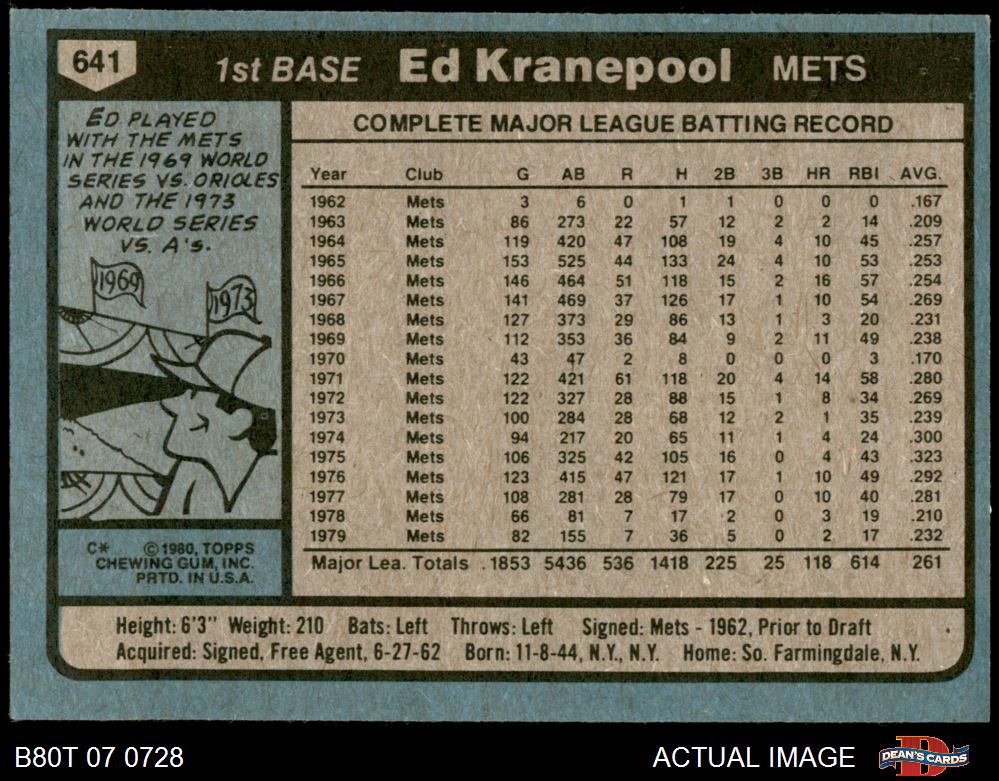 641 1st BASE Ed Kranepool METS
ED PLAYED
WITH THE METS
IN THE 1969 WORLD
SERIES VS. ORIOLES
AND THE 1973
WORLD SERIES
VS. A's.
1969
1973
C* ©1980, TOPPS
CHEWING GUM, INC.
PRTD. IN U.S.A.
COMPLETE MAJOR LEAGUE BATTING RECORD
Year Club G AB R H 2B 3B HR RBI AVG.
1962 Mets 3 6 0 1 1 0 0 0 .167
1963 Mets 86 273 22 57 12 2 2 14 .209
1964 Mets 119 420 47 108 19 4 10 45 .257
1965 Mets 153 525 44 133 24 4 10 53 .253
1966 Mets 146 464 51 118 15 2 16 57 .254
1967 Mets 141 469 37 126 17 1 10 54 .269
1968 Mets 127 373 29 86 13 1 3 20 .231
1969 Mets 112 353 36 84 9 2 11 49 .238
1970 Mets 43 47 2 8 0 0 0 3 .170
1971 Mets 122 421 61 118 20 4 14 58 .280
1972 Mets 122 327 28 88 15 1 8 34 .269
1973 Mets 100 284 28 68 12 2 1 35 .239
1974 Mets 94 217 20 65 11 1 4 24 .300
1975 Mets 106 325 42 105 16 0 4 43 .323
1976 Mets 123 415 47 121 17 1 10 49 .292
1977 Mets 108 281 28 79 17 0 10 40 .281
1978 Mets 66 81 7 17 2 0 3 19 .210
1979 Mets 82 155 7 36 5 0 2 17 .232
Major Lea. Totals 1853 5436 536 1418 225 25 118 614 261
Height: 6'3" Weight: 210 Bats: Left Throws: Left Signed: Mets - 1962, Prior to Draft
Acquired: Signed, Free Agent, 6-27-62 Born: 11-8-44, N.Y., N.Y. Home: So. Farmingdale, N.Y.
B80T 07 0728 ACTUAL IMAGE DEAN'S CARDS